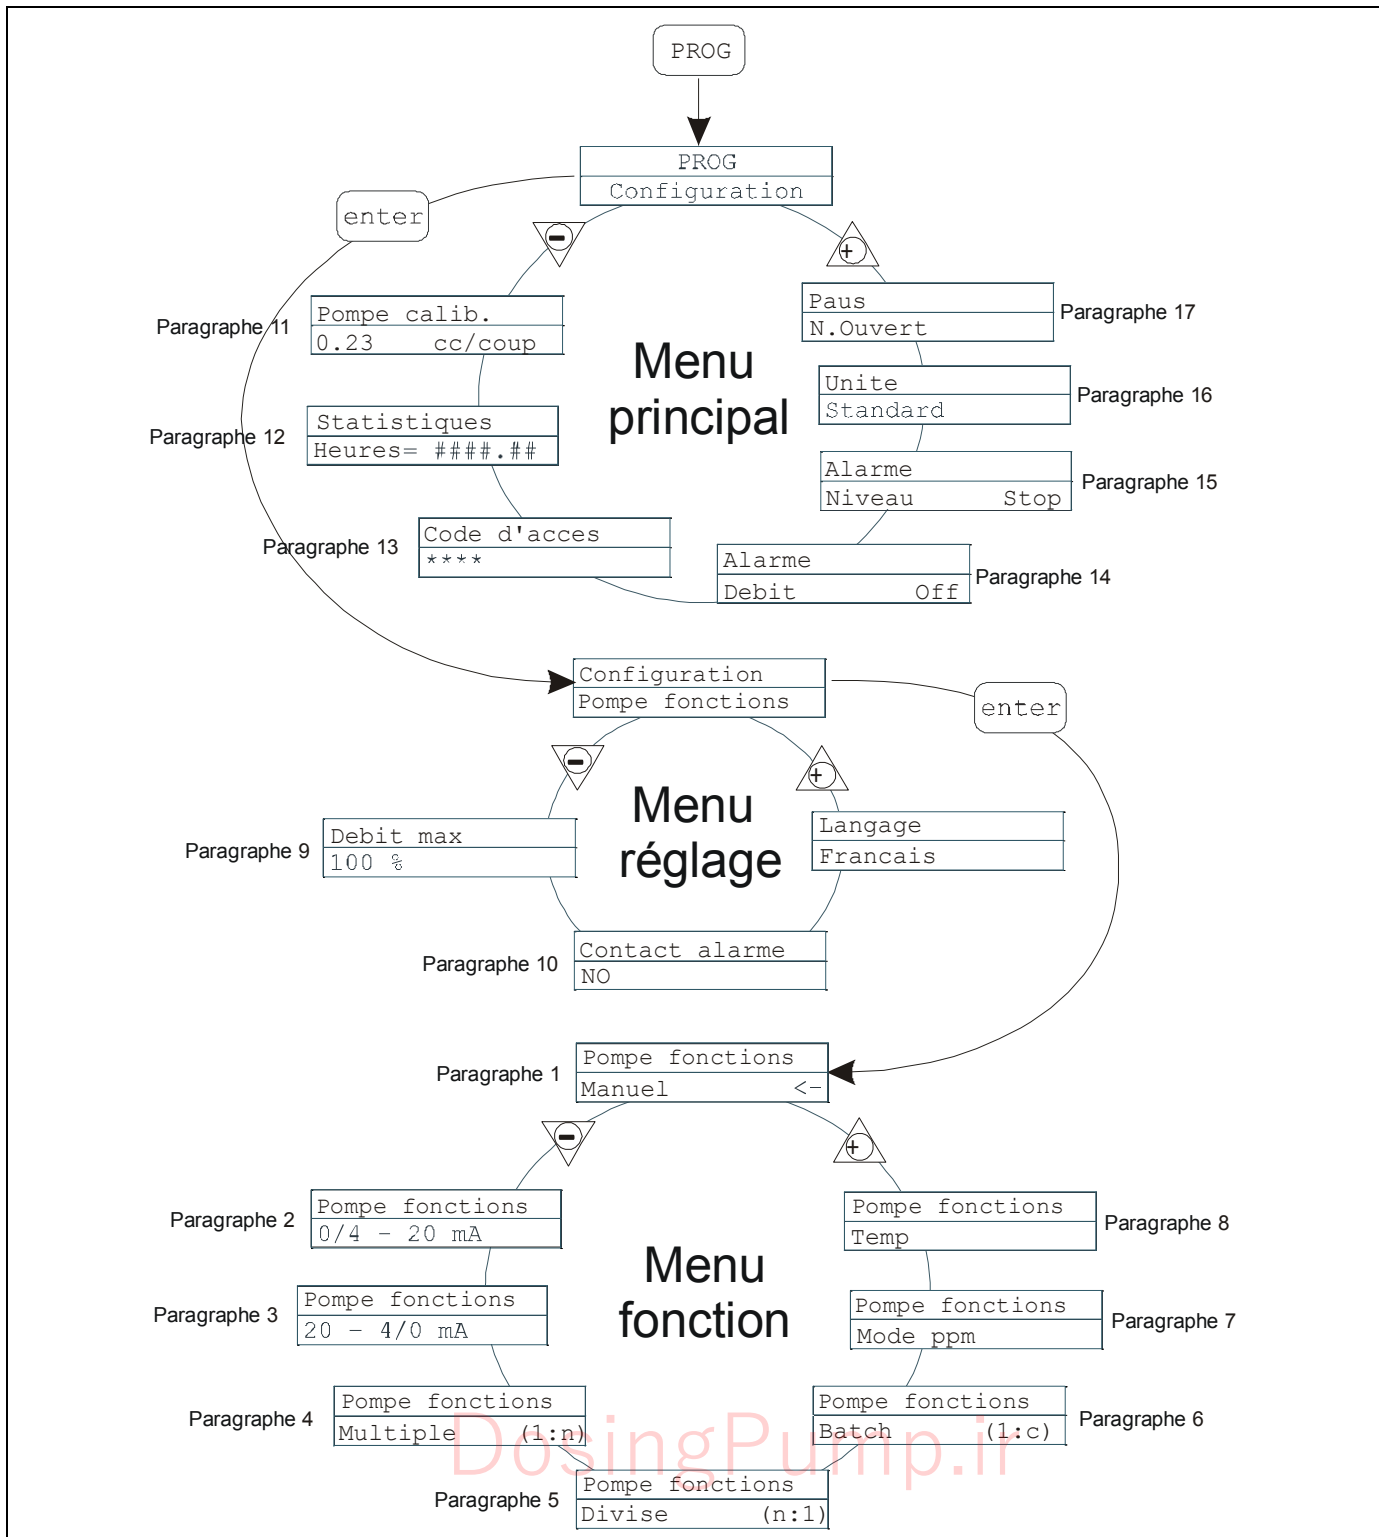 PROG
PROG
Configuration
enter
-
+
Pompe calib.
0.23 cc/coup
Paragraphe 11
Paus
N.Ouvert
Paragraphe 17
Menu
principal
Unite
Standard
Paragraphe 16
Statistiques
Heures= ####.##
Paragraphe 12
Alarme
Niveau Stop
Paragraphe 15
Code d'acces
****
Paragraphe 13
Alarme
Debit Off
Paragraphe 14
Configuration
Pompe fonctions
enter
-
+
Menu
réglage
Debit max
100 %
Paragraphe 9
Langage
Francais
Contact alarme
NO
Paragraphe 10
Pompe fonctions
Manuel <-
Paragraphe 1
-
+
Pompe fonctions
0/4 - 20 mA
Paragraphe 2
Pompe fonctions
Temp
Paragraphe 8
Menu
fonction
Pompe fonctions
20 - 4/0 mA
Paragraphe 3
Pompe fonctions
Mode ppm
Paragraphe 7
Pompe fonctions
Multiple (1:n)
Paragraphe 4
Pompe fonctions
Batch (1:c)
Paragraphe 6
DosingPump.ir
Pompe fonctions
Divise (n:1)
Paragraphe 5